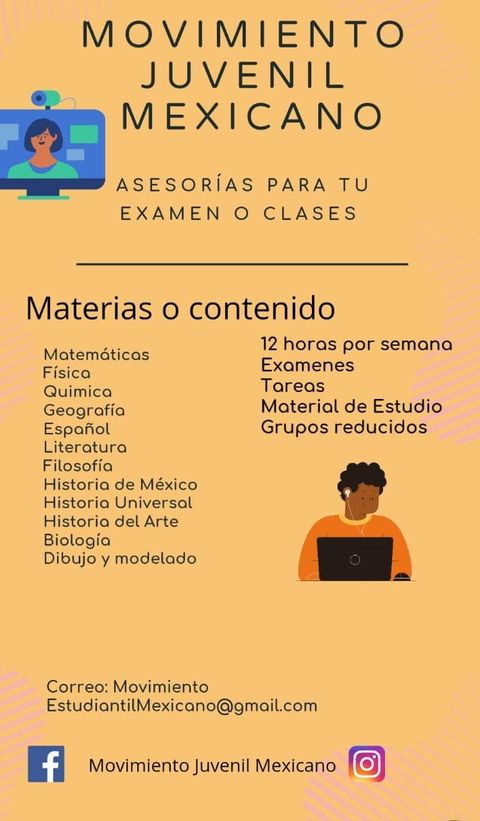 MOVIMIENTO
JUVENIL
MEXICANO
ASESORÍAS PARA TU
EXAMEN O CLASES
Materias o contenido
Matemáticas
Física
Quimica
Geografía
Español
Literatura
Filosofía
Historia de México
Historia Universal
Historia del Arte
Biología
Dibujo y modelado
12 horas por semana
Examenes
Tareas
Material de Estudio
Grupos reducidos
Correo: Movimiento
EstudiantilMexicano@gmail.com
Movimiento Juvenil Mexicano